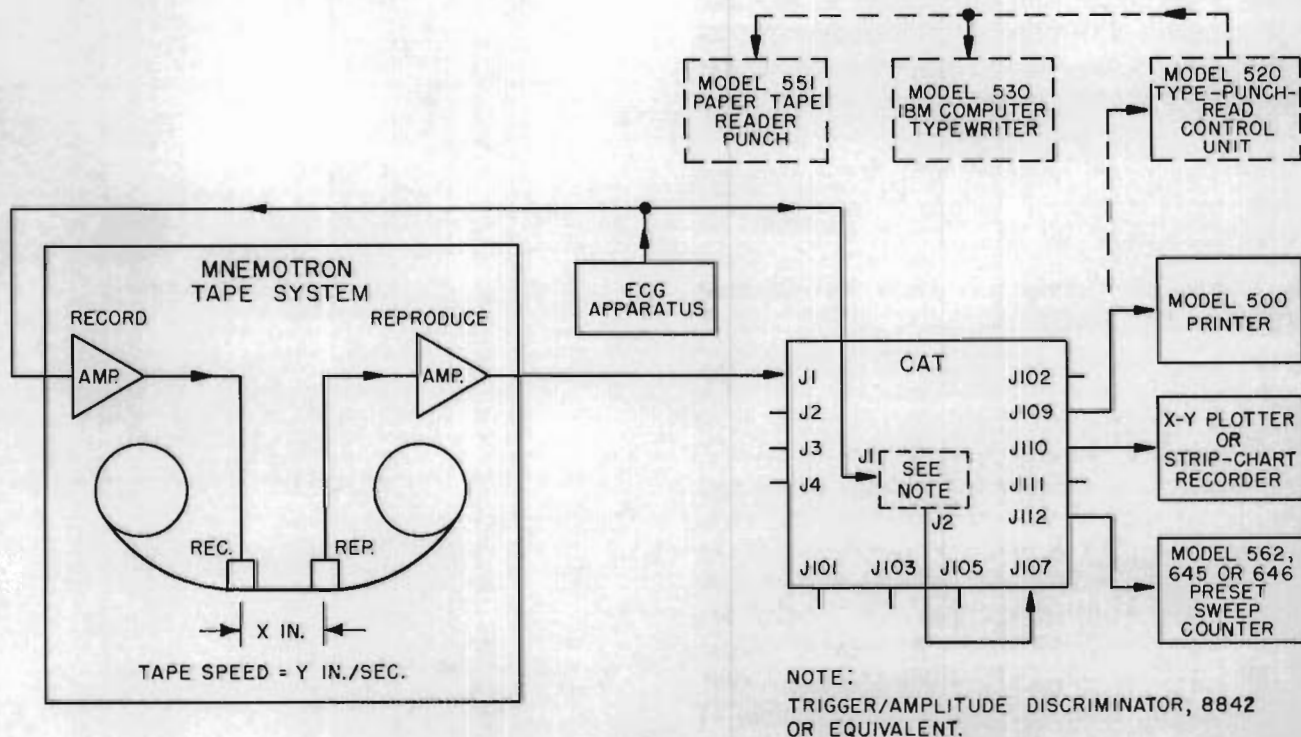 MODEL 551
PAPER TAPE
READER
PUNCH
MODEL 530
IBM COMPUTER
TYPEWRITER
MODEL 520
TYPE-PUNCH-
READ
CONTROL
UNIT
MNEMOTRON
TAPE SYSTEM
RECORD
REPRODUCE
AMP.
AMP.
REC.
REP.
X IN.
TAPE SPEED = Y IN./SEC.
ECG
APPARATUS
CAT
J1
J2
J3
J4
J1
SEE
NOTE
J2
J101
J103
J105
J107
J102
J109
J110
J111
J112
MODEL 500
PRINTER
X-Y PLOTTER
OR
STRIP-CHART
RECORDER
MODEL 562,
645 OR 646
PRESET
SWEEP
COUNTER
NOTE:
TRIGGER/AMPLITUDE DISCRIMINATOR, 8842
OR EQUIVALENT.